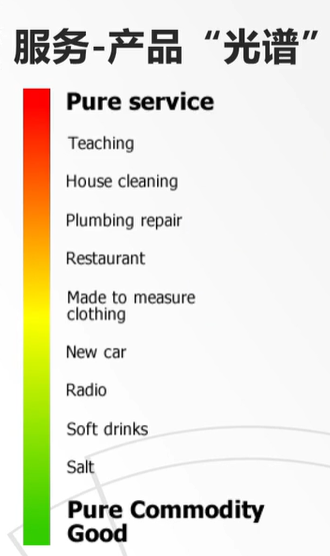 服务-产品“光谱”
Pure service
Teaching
House cleaning
Plumbing repair
Restaurant
Made to measure
clothing
New car
Radio
Soft drinks
Salt
Pure Commodity
Good